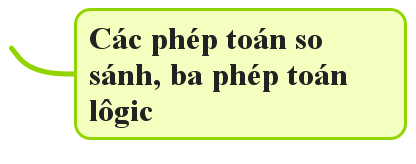 Các phép toán so
sánh, ba phép toán
lôgic